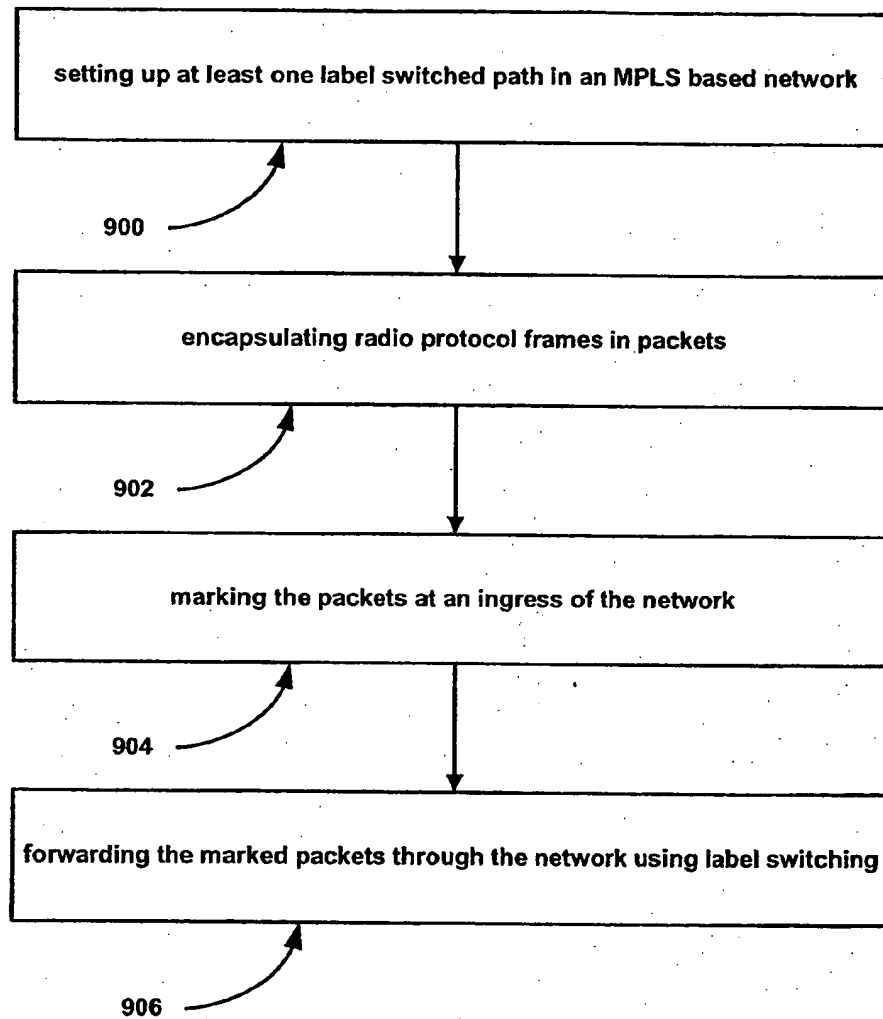 setting up at least one label switched path in an MPLS based network
900
encapsulating radio protocol frames in packets
902
marking the packets at an ingress of the network
904
forwarding the marked packets through the network using label switching
906